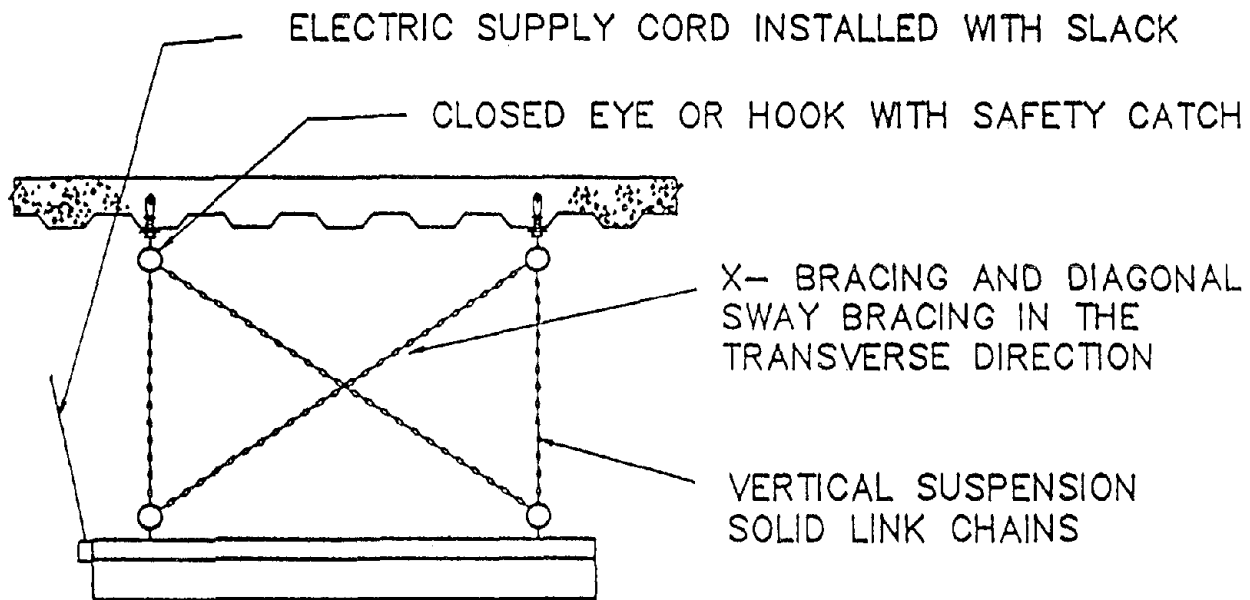 ELECTRIC SUPPLY CORD INSTALLED WITH SLACK
CLOSED EYE OR HOOK WITH SAFETY CATCH
X- BRACING AND DIAGONAL
SWAY BRACING IN THE
TRANSVERSE DIRECTION
VERTICAL SUSPENSION
SOLID LINK CHAINS